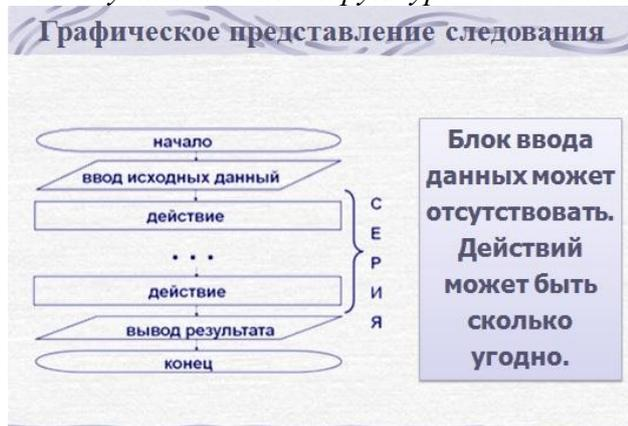 Графическое представление следования
начало
ввод исходных данный
действие
. . .
действие
вывод результата
конец
С
Е
Р
И
Я
Блок ввода
данных может
отсутствовать.
Действий
может быть
сколько
угодно.